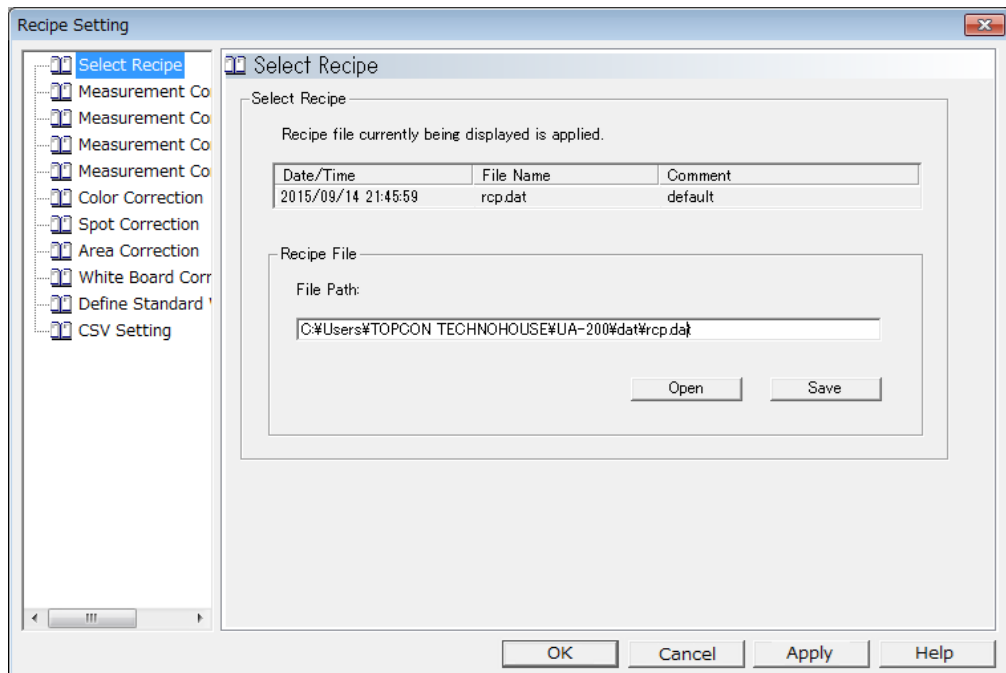 Recipe Setting
Select Recipe
Measurement Co
Measurement Co
Measurement Co
Measurement Co
Color Correction
Spot Correction
Area Correction
White Board Corr
Define Standard
CSV Setting
Select Recipe
Select Recipe
Recipe file currently being displayed is applied.
Date/Time File Name Comment
2015/09/14 21:45:59 rcp.dat default
Recipe File
File Path:
C:¥Users¥TOPCON TECHNOHOUSE¥UA-200¥dat¥rcp.dat
Open Save
OK Cancel Apply Help